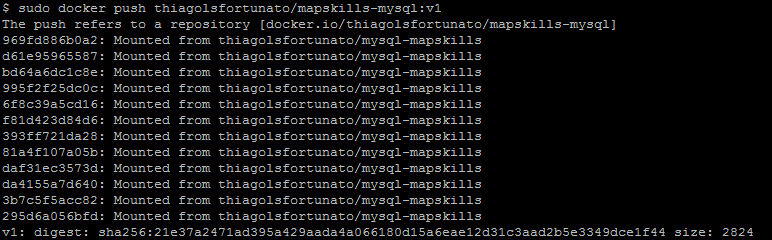 $ sudo docker push thiagolsfortunato/mapskills-mysql:v1
The push refers to a repository [docker.io/thiagolsfortunato/mapskills-mysql]
969fd886b0a2: Mounted from thiagolsfortunato/mysql-mapskills
d61e95965587: Mounted from thiagolsfortunato/mysql-mapskills
bd64a6dc1c8e: Mounted from thiagolsfortunato/mysql-mapskills
995f2f25dc0c: Mounted from thiagolsfortunato/mysql-mapskills
6f8c39a5cd16: Mounted from thiagolsfortunato/mysql-mapskills
f81d423d84d6: Mounted from thiagolsfortunato/mysql-mapskills
393ff721da28: Mounted from thiagolsfortunato/mysql-mapskills
81a4f107a05b: Mounted from thiagolsfortunato/mysql-mapskills
daf31ec3573d: Mounted from thiagolsfortunato/mysql-mapskills
da4155a7d640: Mounted from thiagolsfortunato/mysql-mapskills
3b7c5f5acc82: Mounted from thiagolsfortunato/mysql-mapskills
295d6a056bfd: Mounted from thiagolsfortunato/mysql-mapskills
v1: digest: sha256:21e37a2471ad395a429aada4a066180d15a6eae12d31c3aad2b5e3349dce1f44 size: 2824